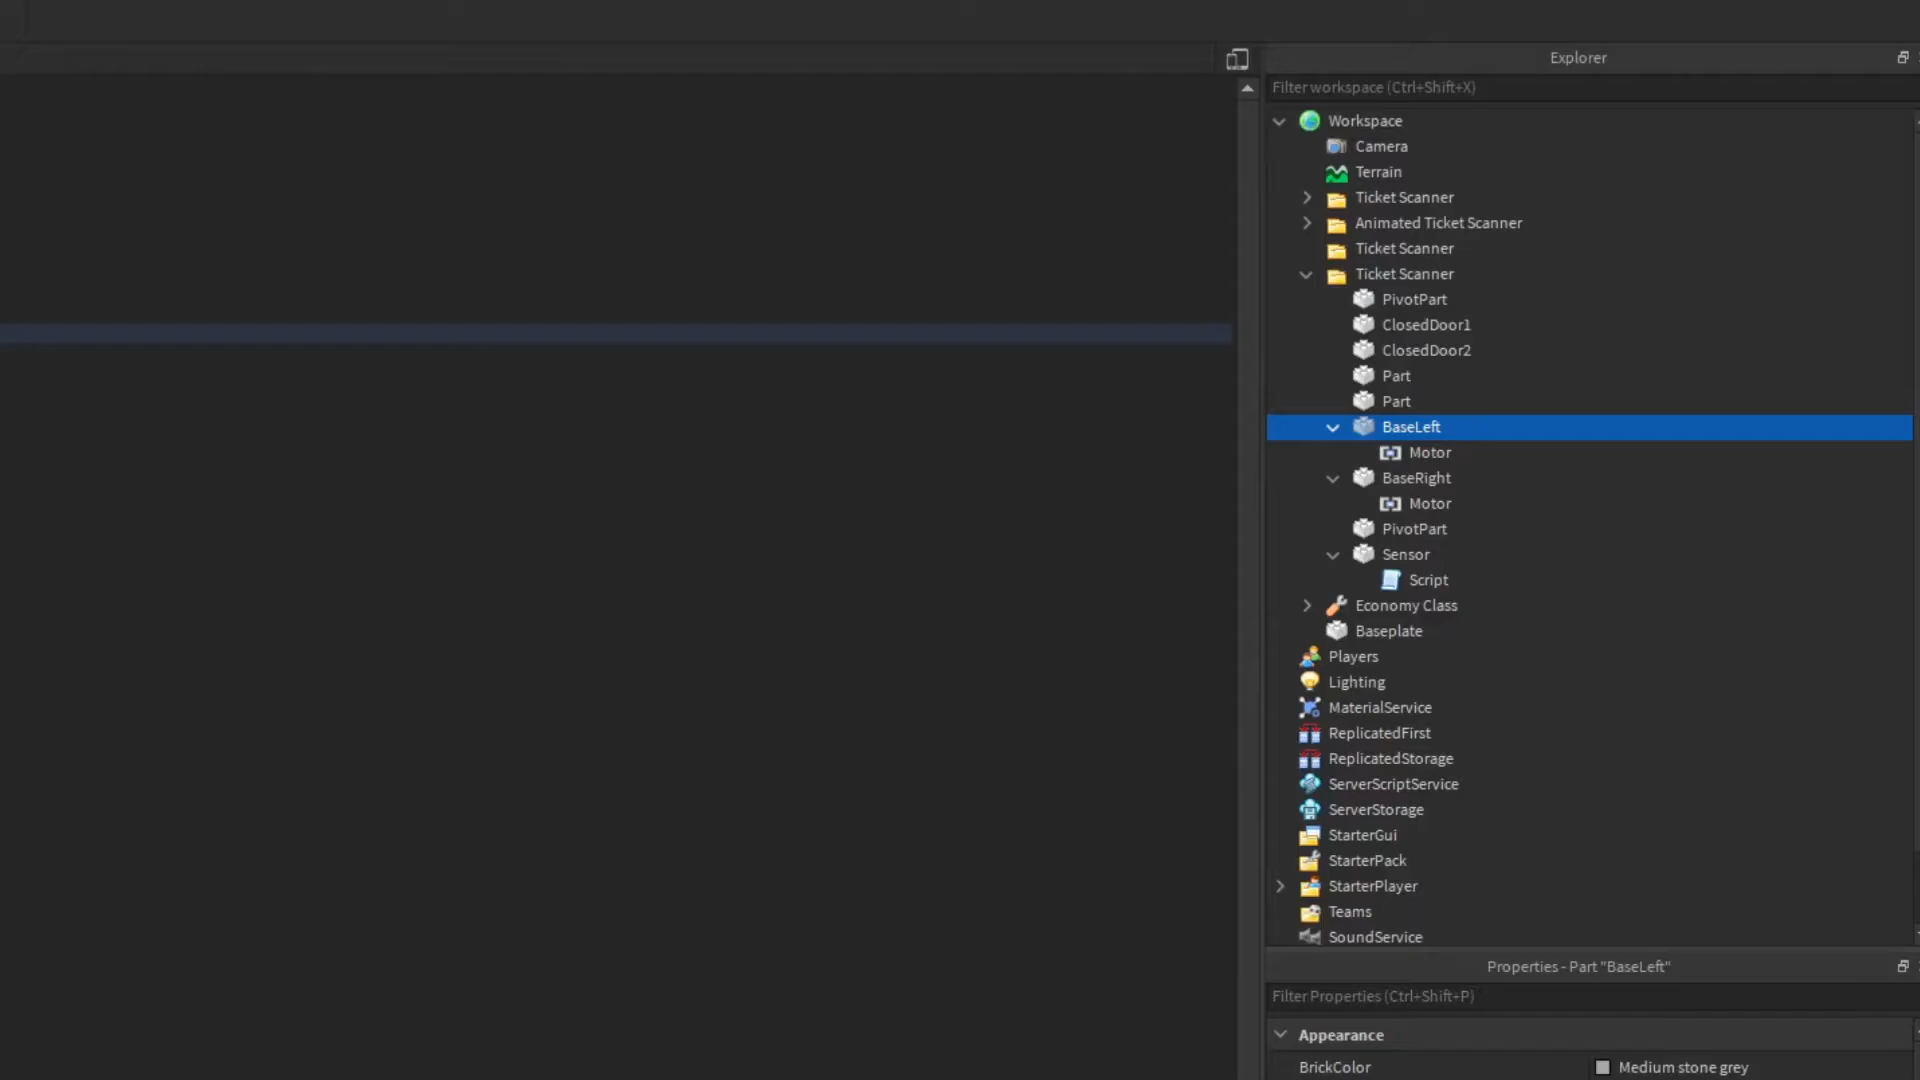 Explorer
Filter workspace (Ctrl+Shift+X)
Workspace
Camera
Terrain
Ticket Scanner
Animated Ticket Scanner
Ticket Scanner
Ticket Scanner
PivotPart
ClosedDoor1
ClosedDoor2
Part
Part
BaseLeft
Motor
BaseRight
Motor
PivotPart
Sensor
Script
Economy Class
Baseplate
Players
Lighting
MaterialService
ReplicatedFirst
ReplicatedStorage
ServerScriptService
ServerStorage
StarterGui
StarterPack
StarterPlayer
Teams
SoundService
Properties - Part "BaseLeft"
Filter Properties (Ctrl+Shift+P)
Appearance
BrickColor Medium stone grey